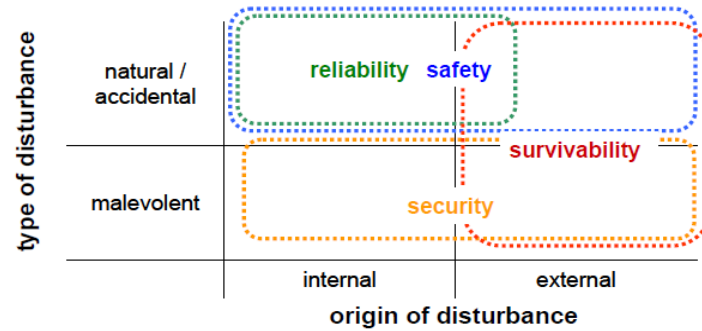 type of disturbance
natural /
accidental
reliability
safety
survivability
malevolent
security
internal
external
origin of disturbance